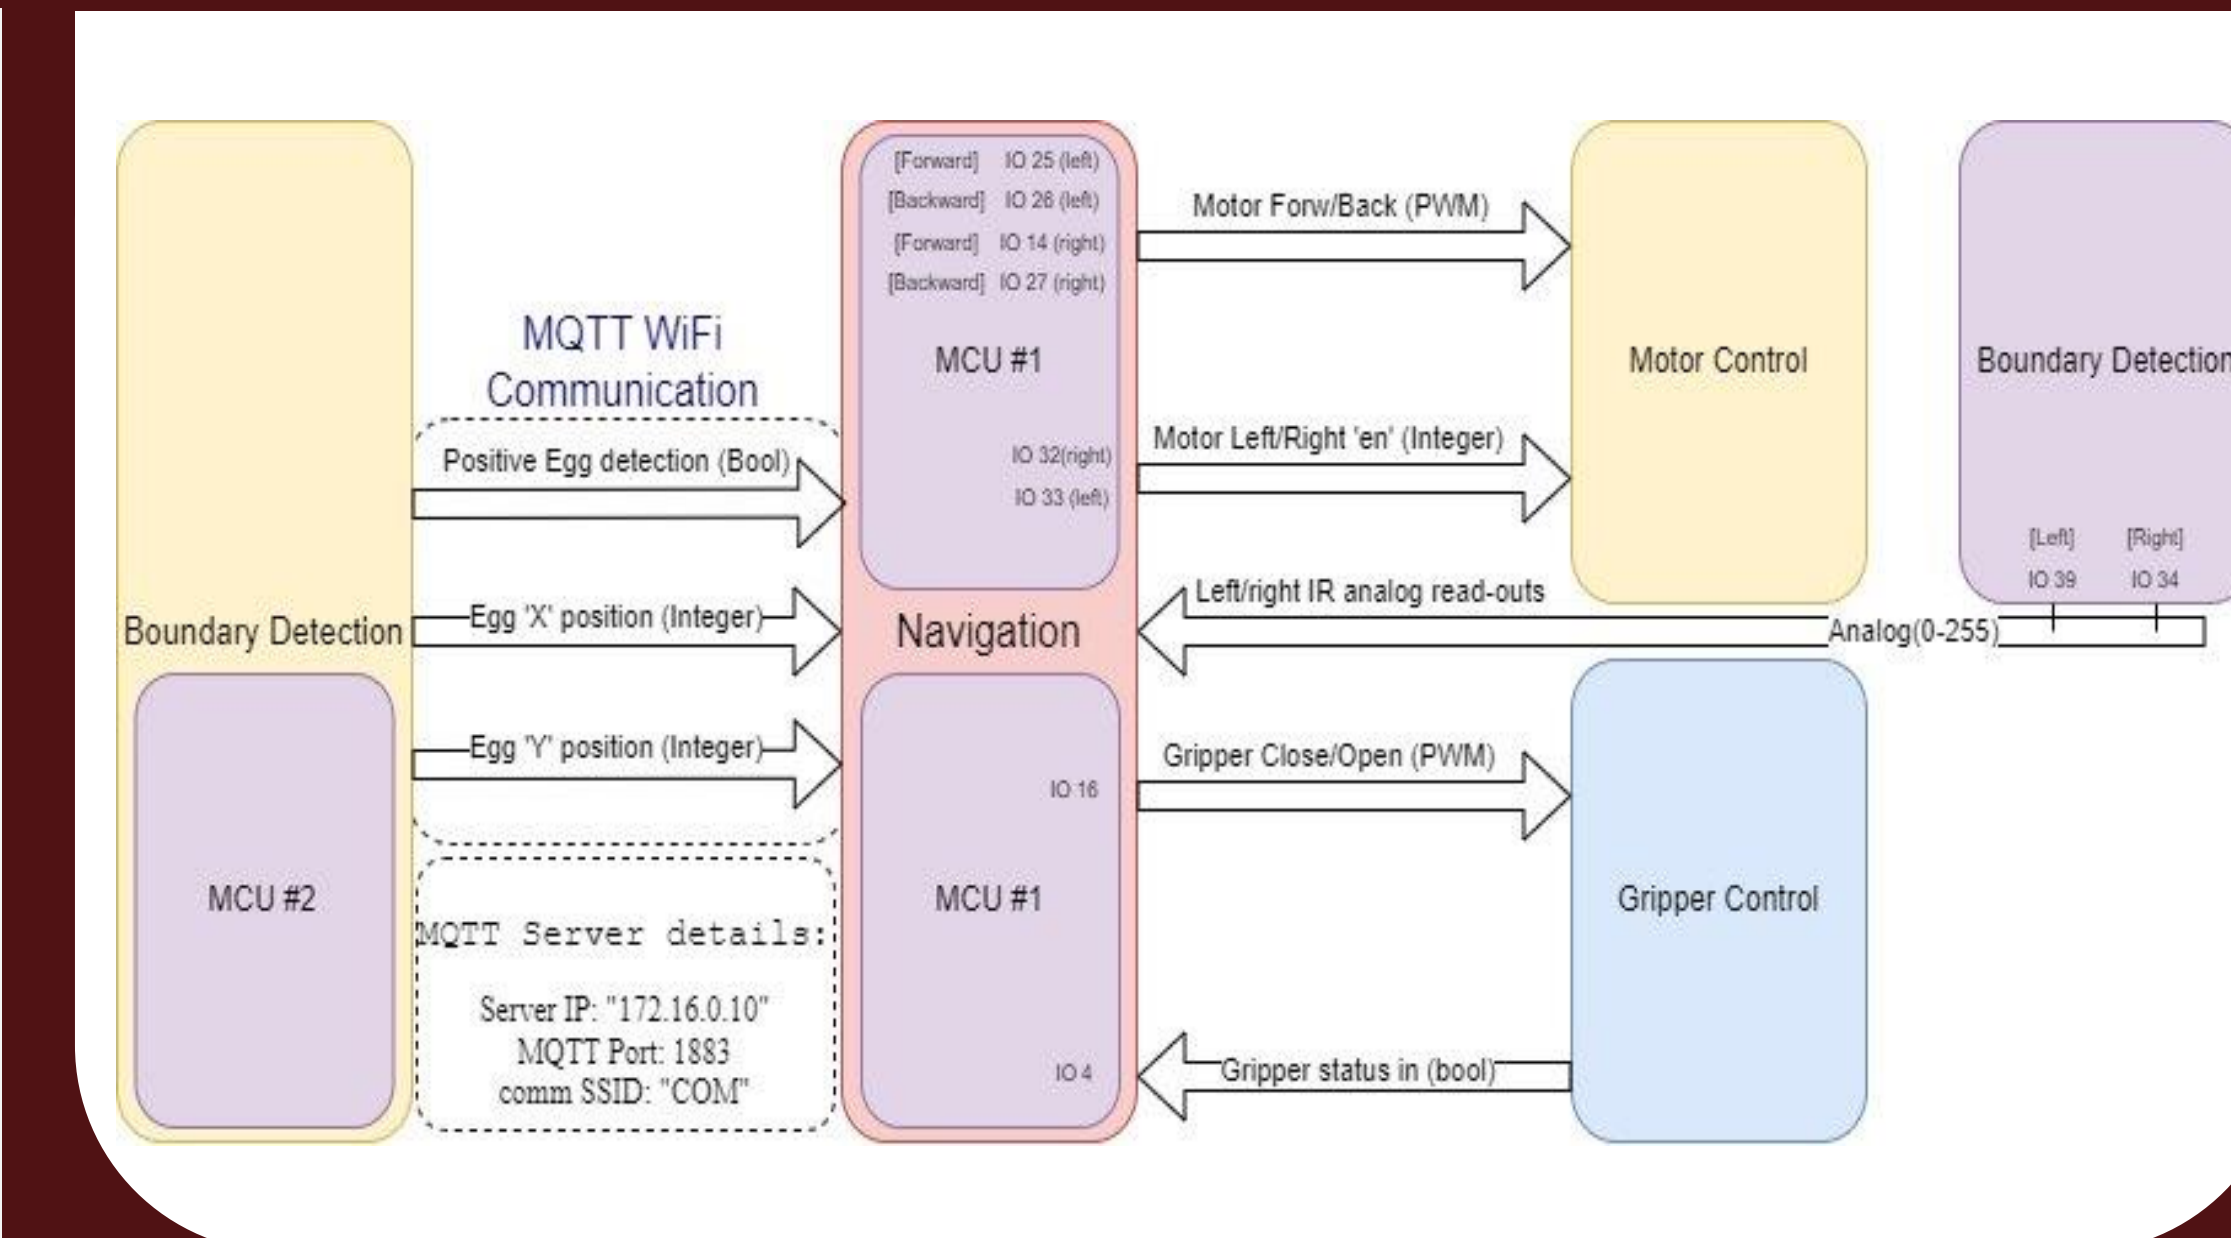 MQTT WiFi
Communication
Positive Egg detection (Bool)
Egg 'X' position (Integer)
Egg 'Y' position (Integer)
Boundary Detection
MCU #2
MQTT Server details:
Server IP: "172.16.0.10"
MQTT Port: 1883
comm SSID: "COM"
[Forward] IO 25 (left)
[Backward] IO 26 (left)
[Forward] IO 14 (right)
[Backward] IO 27 (right)
MCU #1
IO 32(right)
IO 33 (left)
Navigation
IO 16
MCU #1
IO 4
Motor Forw/Back (PWM)
Motor Left/Right 'en' (Integer)
Left/right IR analog read-outs
Analog(0-255)
Gripper Close/Open (PWM)
Gripper status in (bool)
Motor Control
Gripper Control
Boundary Detection
[Left] [Right]
IO 39 IO 34